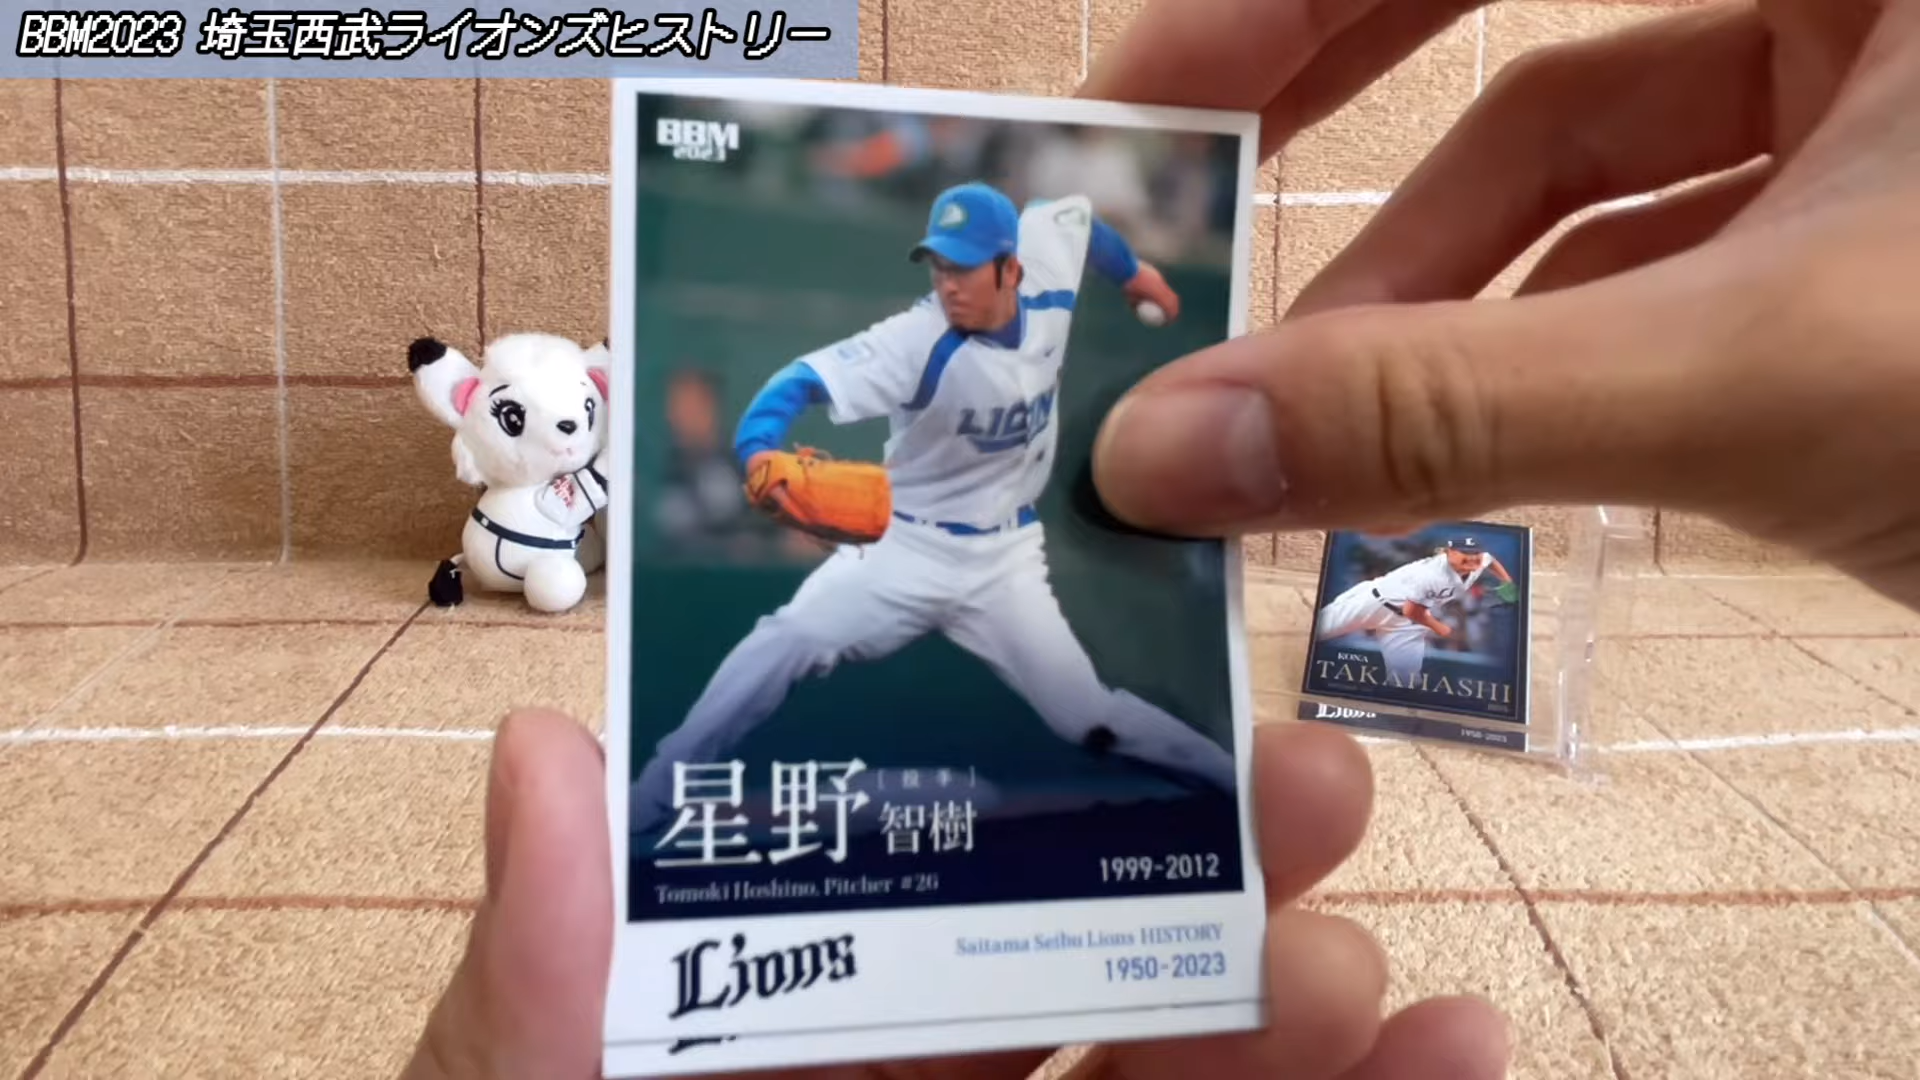 BBM2023 埼玉西武ライオンズヒストリー
BBM
2023
LIONS
星野
[投手]
智樹
1999-2012
Tomoki Hoshino, Pitcher #26
Lions
Saitama Seibu Lions HISTORY
1950-2023
KONA
TAKAHASHI
Lions
1950-2023